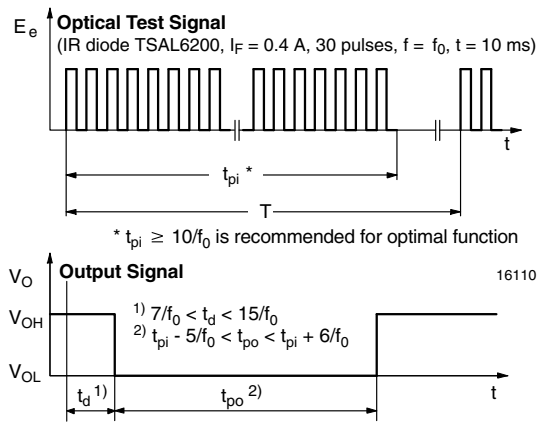 Optical Test Signal
E_e
(IR diode TSAL6200, I_F = 0.4 A, 30 pulses, f = f_0, t = 10 ms)
t
t_pi *
T
* t_pi ≥ 10/f_0 is recommended for optimal function
Output Signal
16110
V_O
V_OH
1) 7/f_0 < t_d < 15/f_0
2) t_pi - 5/f_0 < t_po < t_pi + 6/f_0
V_OL
t_d 1)
t_po 2)
t